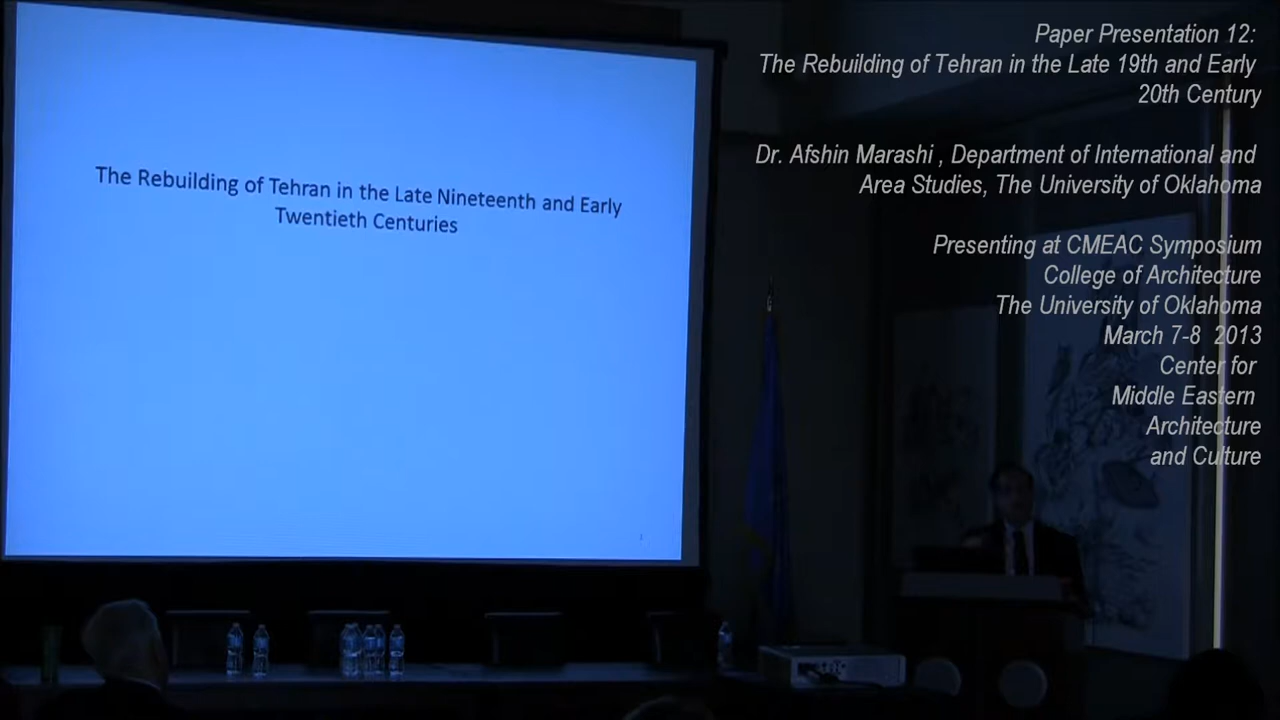 The Rebuilding of Tehran in the Late Nineteenth and Early
Twentieth Centuries
1
Paper Presentation 12:
The Rebuilding of Tehran in the Late 19th and Early
20th Century
Dr. Afshin Marashi , Department of International and
Area Studies, The University of Oklahoma
Presenting at CMEAC Symposium
College of Architecture
The University of Oklahoma
March 7-8 2013
Center for
Middle Eastern
Architecture
and Culture